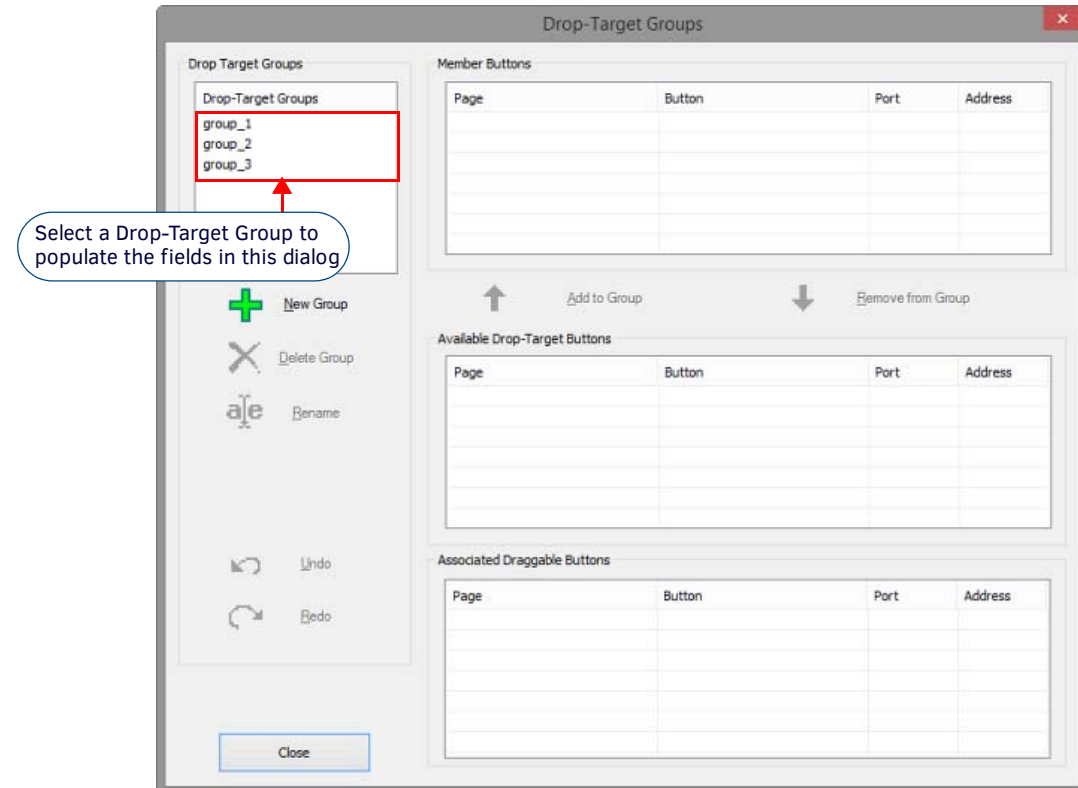 Drop-Target Groups
Drop Target Groups
Drop-Target Groups
group_1
group_2
group_3
Select a Drop-Target Group to
populate the fields in this dialog
New Group
Delete Group
Rename
Undo
Redo
Close
Member Buttons
Page Button Port Address
Add to Group Remove from Group
Available Drop-Target Buttons
Page Button Port Address
Associated Draggable Buttons
Page Button Port Address